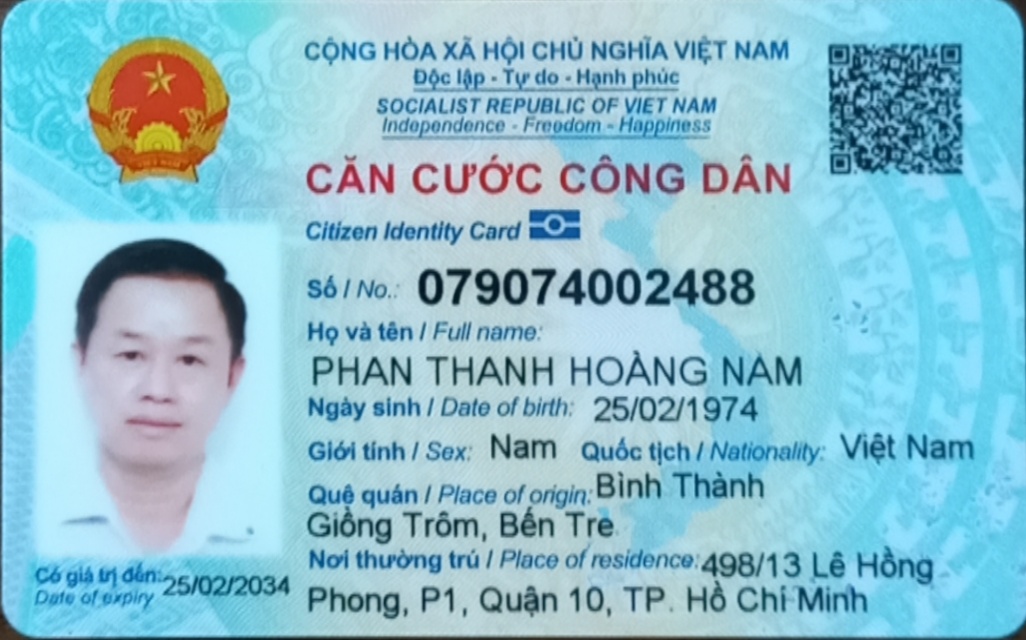 CỘNG HÒA XÃ HỘI CHỦ NGHĨA VIỆT NAM
Độc lập - Tự do - Hạnh phúc
SOCIALIST REPUBLIC OF VIET NAM
Independence - Freedom - Happiness
CĂN CƯỚC CÔNG DÂN
Citizen Identity Card
Số / No.: 079074002488
Họ và tên / Full name:
PHAN THANH HOÀNG NAM
Ngày sinh / Date of birth: 25/02/1974
Giới tính / Sex: Nam Quốc tịch / Nationality: Việt Nam
Quê quán / Place of origin: Bình Thành
Giồng Trôm, Bến Tre
Nơi thường trú / Place of residence: 498/13 Lê Hồng
Phong, P1, Quận 10, TP. Hồ Chí Minh
Có giá trị đến: 25/02/2034
Date of expiry